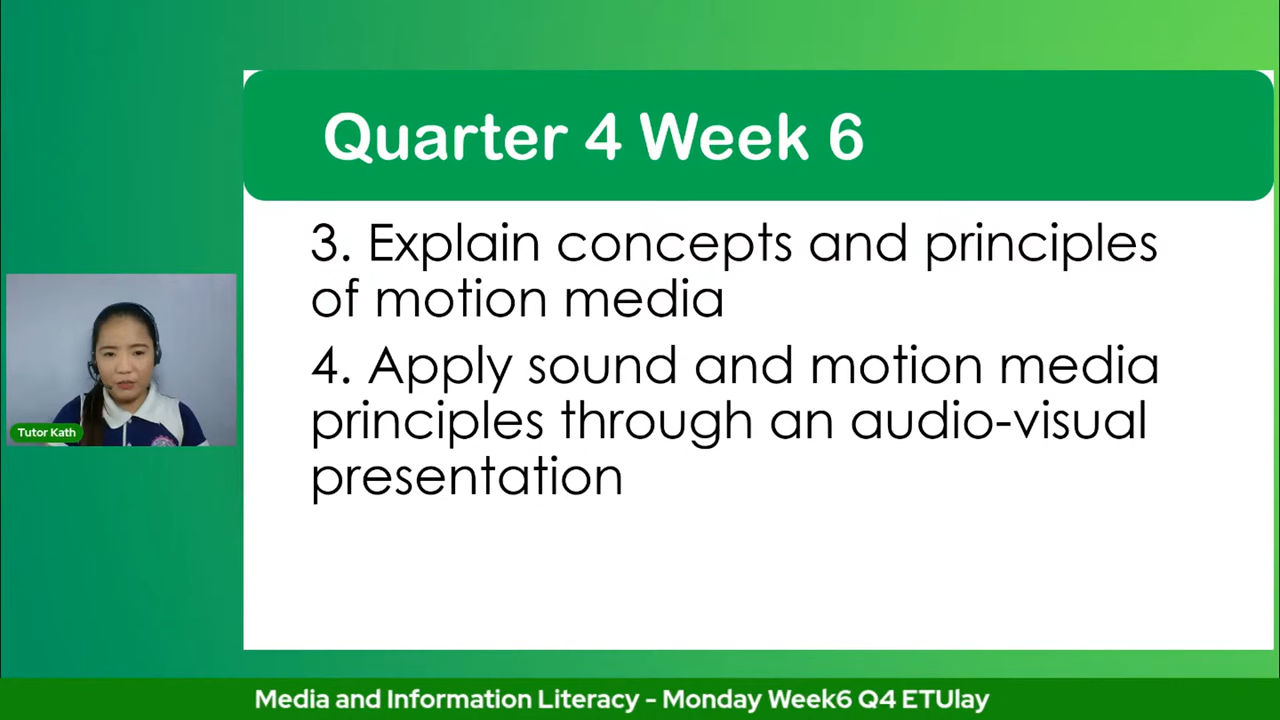 Quarter 4 Week 6
3. Explain concepts and principles
of motion media
4. Apply sound and motion media
principles through an audio-visual
presentation
Tutor Kath
Media and Information Literacy - Monday Week6 Q4 ETUlay